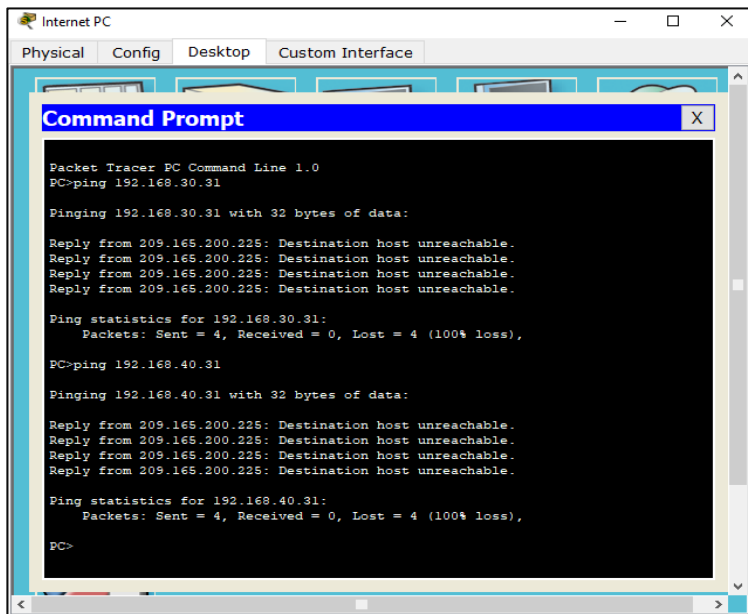 Internet PC
Physical Config Desktop Custom Interface
Command Prompt X
Packet Tracer PC Command Line 1.0
PC>ping 192.168.30.31
Pinging 192.168.30.31 with 32 bytes of data:
Reply from 209.165.200.225: Destination host unreachable.
Reply from 209.165.200.225: Destination host unreachable.
Reply from 209.165.200.225: Destination host unreachable.
Reply from 209.165.200.225: Destination host unreachable.
Ping statistics for 192.168.30.31:
Packets: Sent = 4, Received = 0, Lost = 4 (100% loss),
PC>ping 192.168.40.31
Pinging 192.168.40.31 with 32 bytes of data:
Reply from 209.165.200.225: Destination host unreachable.
Reply from 209.165.200.225: Destination host unreachable.
Reply from 209.165.200.225: Destination host unreachable.
Reply from 209.165.200.225: Destination host unreachable.
Ping statistics for 192.168.40.31:
Packets: Sent = 4, Received = 0, Lost = 4 (100% loss),
PC>